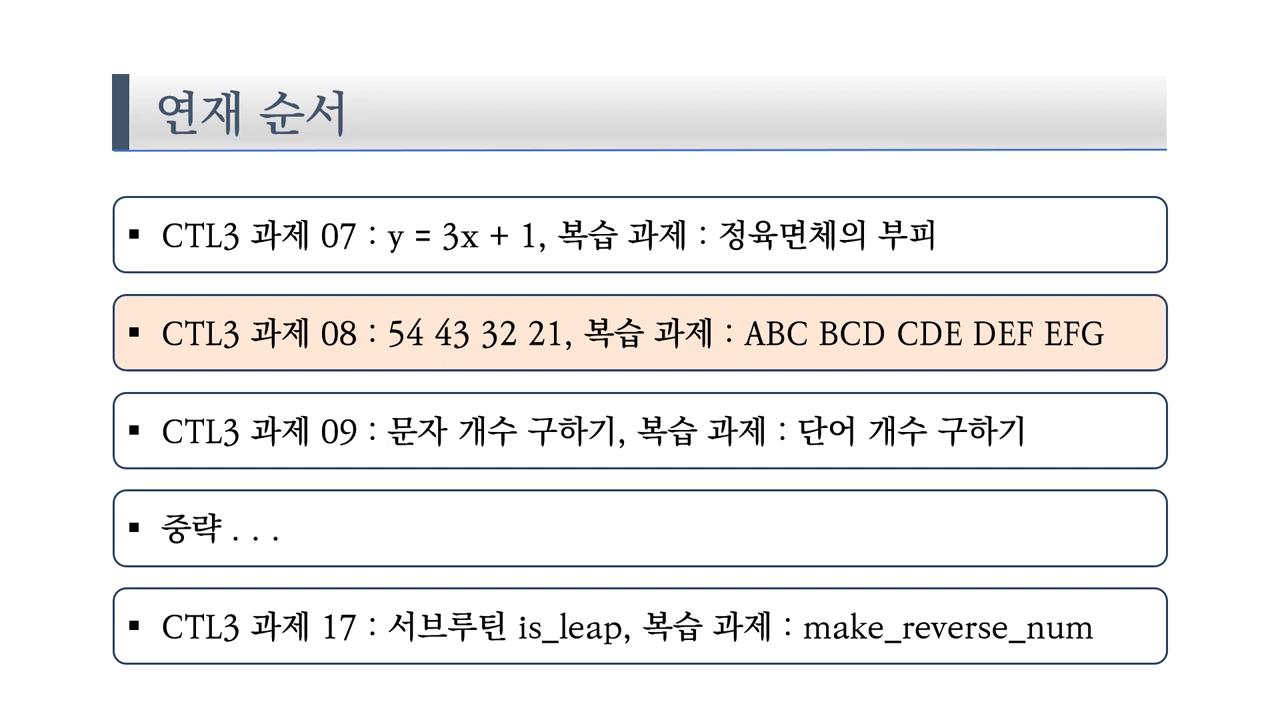 연재 순서
▪ CTL3 과제 07 : y = 3x + 1, 복습 과제 : 정육면체의 부피
▪ CTL3 과제 08 : 54 43 32 21, 복습 과제 : ABC BCD CDE DEF EFG
▪ CTL3 과제 09 : 문자 개수 구하기, 복습 과제 : 단어 개수 구하기
▪ 중략 . . .
▪ CTL3 과제 17 : 서브루틴 is_leap, 복습 과제 : make_reverse_num